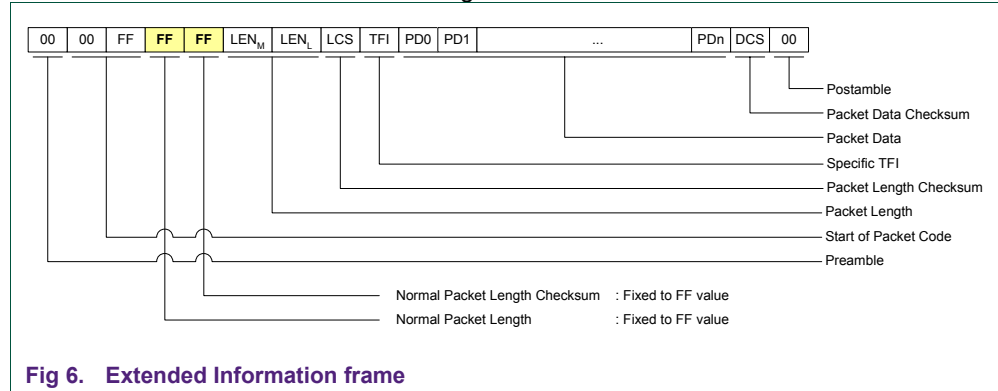 00 00 FF FF FF LEN_M LEN_L LCS TFI PD0 PD1 ... PDn DCS 00
Postamble
Packet Data Checksum
Packet Data
Specific TFI
Packet Length Checksum
Packet Length
Start of Packet Code
Preamble
Normal Packet Length Checksum : Fixed to FF value
Normal Packet Length : Fixed to FF value
Fig 6. Extended Information frame